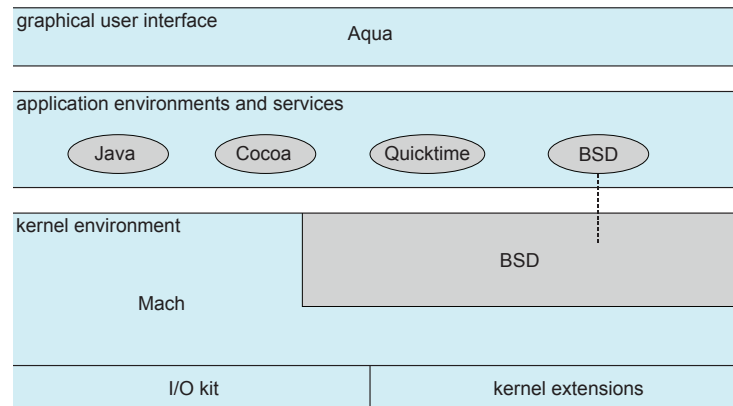 graphical user interface
Aqua
application environments and services
Java
Cocoa
Quicktime
BSD
kernel environment
BSD
Mach
I/O kit
kernel extensions